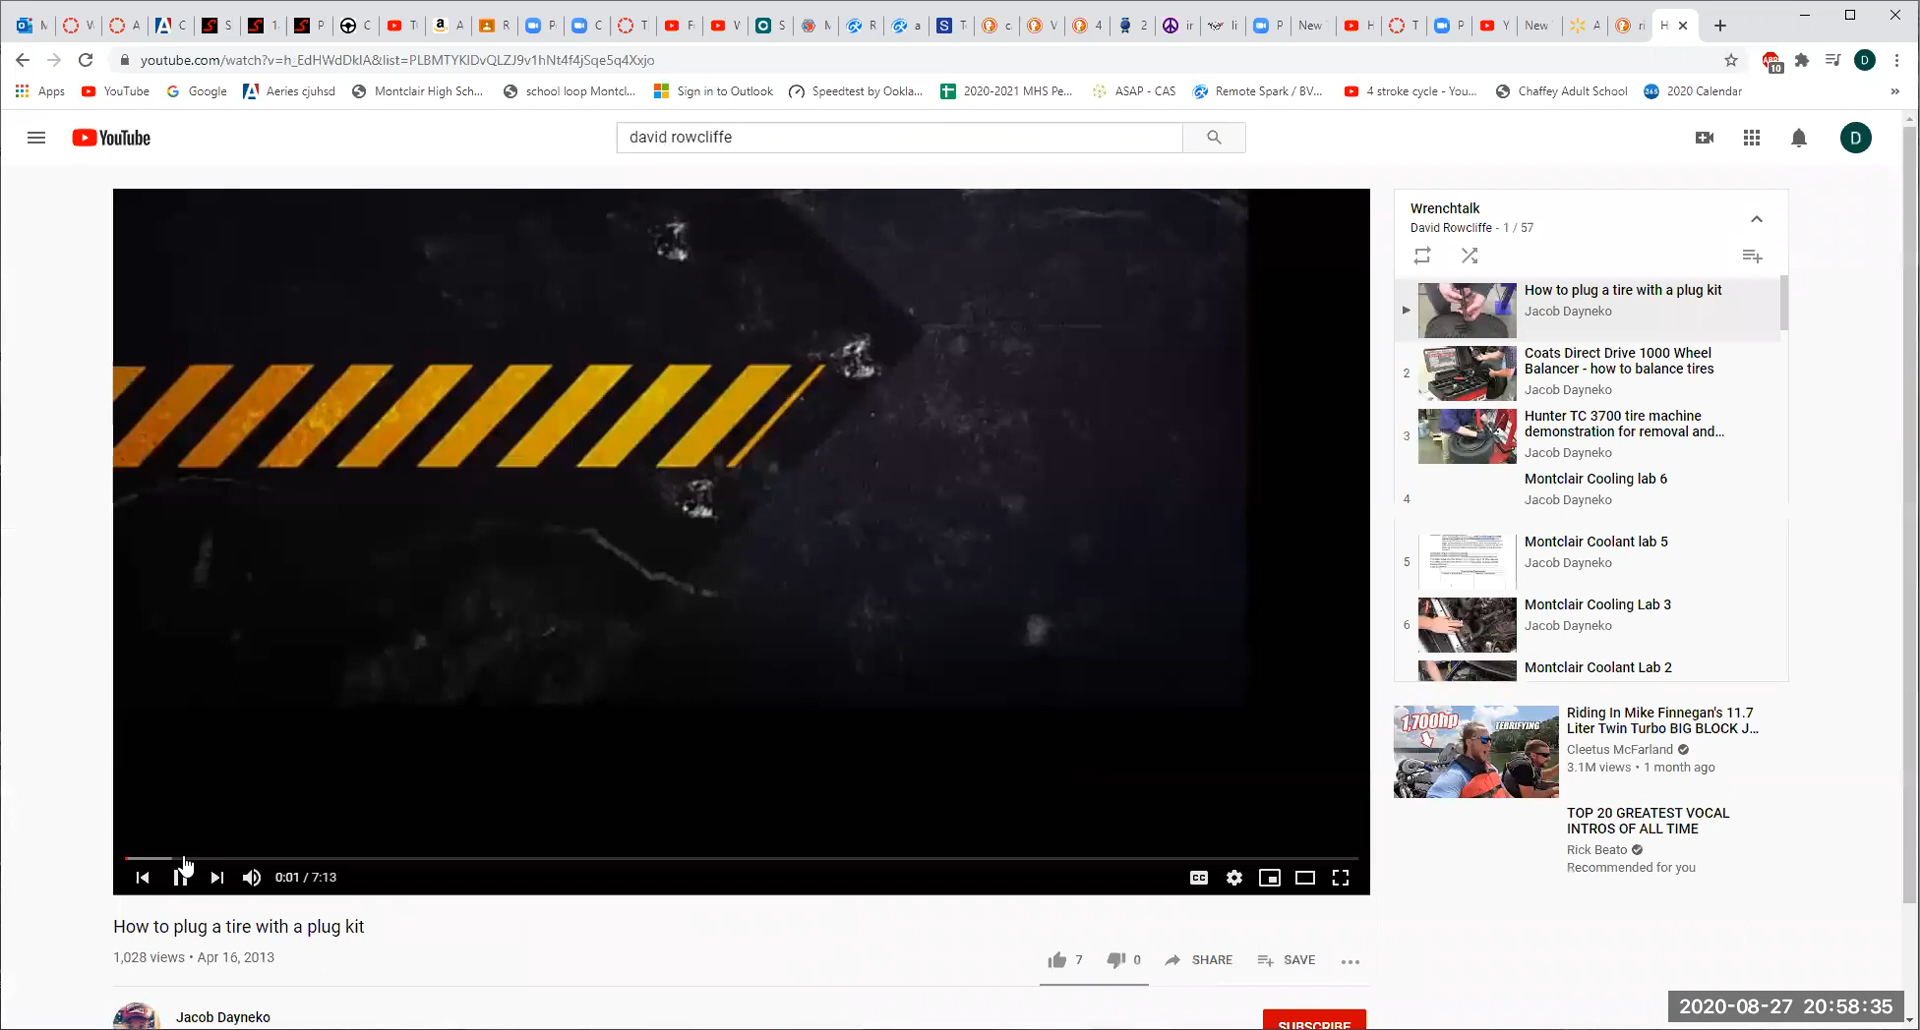 youtube.com/watch?v=h_EdHWdDkIA&list=PLBMTYKIDvQLZJ9v1hNt4f4jSqe5q4Xxjo
Apps YouTube Google Aeries cjuhsd Montclair High Sch... school loop Montcl... Sign in to Outlook Speedtest by Ookla... 2020-2021 MHS Pe... ASAP - CAS Remote Spark / BV... 4 stroke cycle - You... Chaffey Adult School 2020 Calendar
YouTube
david rowcliffe
D
Wrenchtalk
David Rowcliffe - 1 / 57
How to plug a tire with a plug kit
Jacob Dayneko
2
Coats Direct Drive 1000 Wheel
Balancer - how to balance tires
Jacob Dayneko
3
Hunter TC 3700 tire machine
demonstration for removal and...
Jacob Dayneko
4
Montclair Cooling lab 6
Jacob Dayneko
5
Montclair Coolant lab 5
Jacob Dayneko
6
Montclair Cooling Lab 3
Jacob Dayneko
Montclair Coolant Lab 2
1,700hp
TERRIFYING
Riding In Mike Finnegan's 11.7
Liter Twin Turbo BIG BLOCK J...
Cleetus McFarland
3.1M views • 1 month ago
TOP 20 GREATEST VOCAL
INTROS OF ALL TIME
Rick Beato
Recommended for you
0:01 / 7:13
CC
How to plug a tire with a plug kit
1,028 views • Apr 16, 2013
7 0 SHARE SAVE
Jacob Dayneko
SUBSCRIBE
2020-08-27 20:58:35